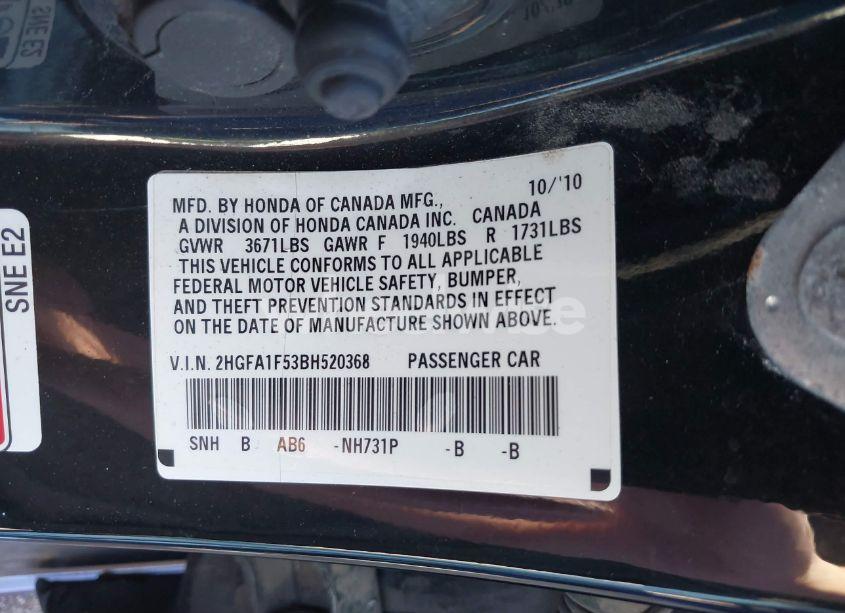 MFD. BY HONDA OF CANADA MFG., 10/'10
A DIVISION OF HONDA CANADA INC. CANADA
GVWR 3671LBS GAWR F 1940LBS R 1731LBS
THIS VEHICLE CONFORMS TO ALL APPLICABLE
FEDERAL MOTOR VEHICLE SAFETY, BUMPER,
AND THEFT PREVENTION STANDARDS IN EFFECT
ON THE DATE OF MANUFACTURE SHOWN ABOVE.
V.I.N. 2HGFA1F53BH520368 PASSENGER CAR
SNH B AB6 -NH731P -B -B
SNE E2
SNE E2